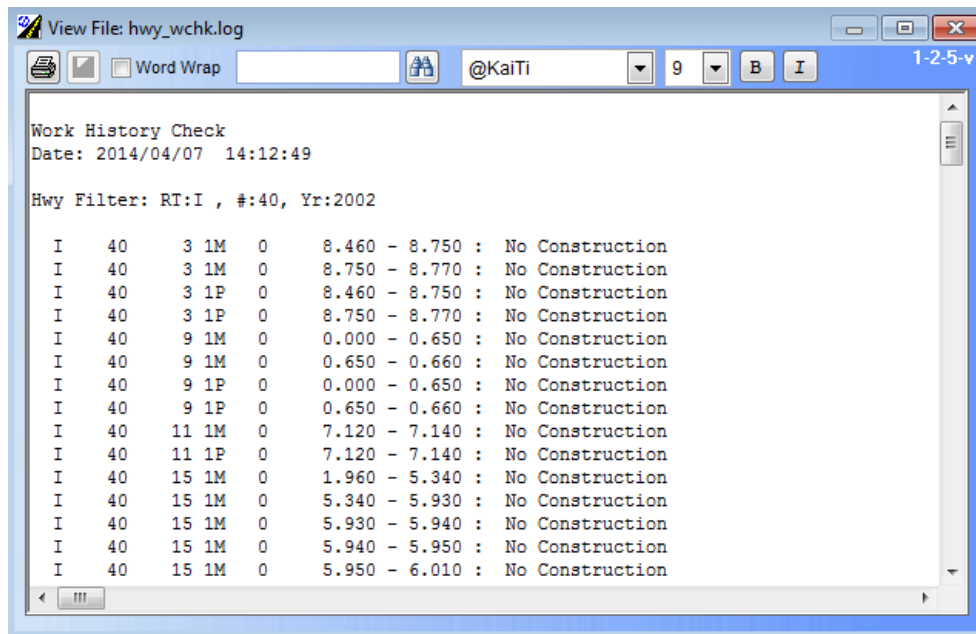 View File: hwy_wchk.log
Word Wrap @KaiTi 9 B I 1-2-5-v
Work History Check
Date: 2014/04/07  14:12:49
Hwy Filter: RT:I , #:40, Yr:2002
I 40 3 1M 0 8.460 - 8.750 : No Construction
I 40 3 1M 0 8.750 - 8.770 : No Construction
I 40 3 1P 0 8.460 - 8.750 : No Construction
I 40 3 1P 0 8.750 - 8.770 : No Construction
I 40 9 1M 0 0.000 - 0.650 : No Construction
I 40 9 1M 0 0.650 - 0.660 : No Construction
I 40 9 1P 0 0.000 - 0.650 : No Construction
I 40 9 1P 0 0.650 - 0.660 : No Construction
I 40 11 1M 0 7.120 - 7.140 : No Construction
I 40 11 1P 0 7.120 - 7.140 : No Construction
I 40 15 1M 0 1.960 - 5.340 : No Construction
I 40 15 1M 0 5.340 - 5.930 : No Construction
I 40 15 1M 0 5.930 - 5.940 : No Construction
I 40 15 1M 0 5.940 - 5.950 : No Construction
I 40 15 1M 0 5.950 - 6.010 : No Construction